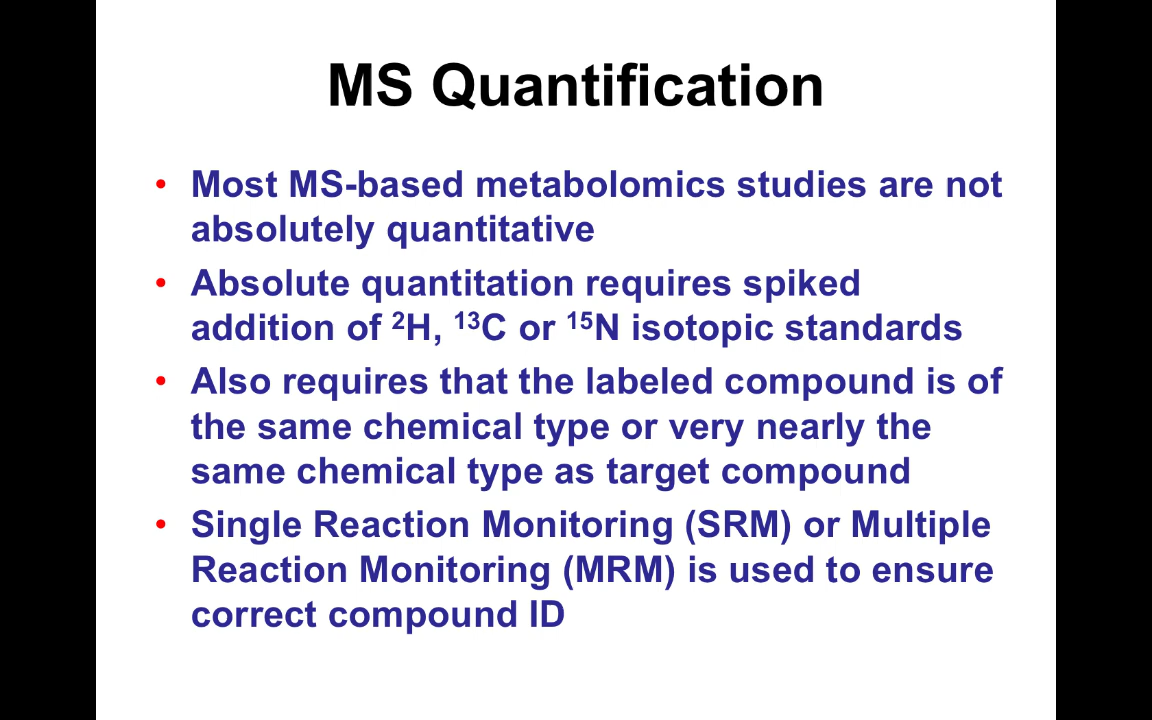 MS Quantification
• Most MS-based metabolomics studies are not
absolutely quantitative
• Absolute quantitation requires spiked
addition of ²H, ¹³C or ¹⁵N isotopic standards
• Also requires that the labeled compound is of
the same chemical type or very nearly the
same chemical type as target compound
• Single Reaction Monitoring (SRM) or Multiple
Reaction Monitoring (MRM) is used to ensure
correct compound ID